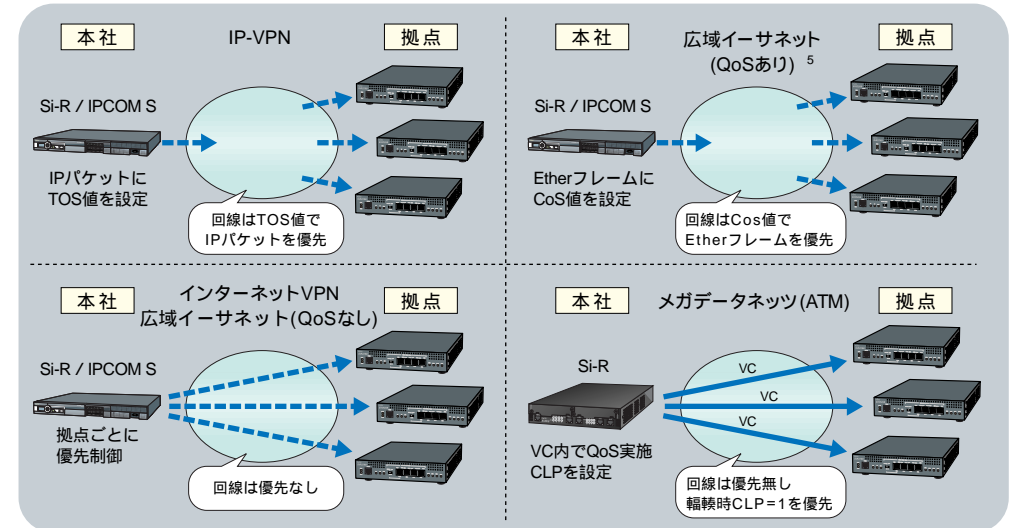 本社
IP-VPN
拠点
Si-R / IPCOM S
IPパケットに
TOS値を設定
回線はTOS値で
IPパケットを優先
本社
広域イーサネット
(QoSあり) 5
拠点
Si-R / IPCOM S
Etherフレームに
CoS値を設定
回線はCos値で
Etherフレームを優先
本社
インターネットVPN
広域イーサネット(QoSなし)
拠点
Si-R / IPCOM S
拠点ごとに
優先制御
回線は優先なし
本社
メガデータネッツ(ATM)
拠点
Si-R
VC
VC
VC
VC内でQoS実施
CLPを設定
回線は優先無し
輻輳時CLP=1を優先